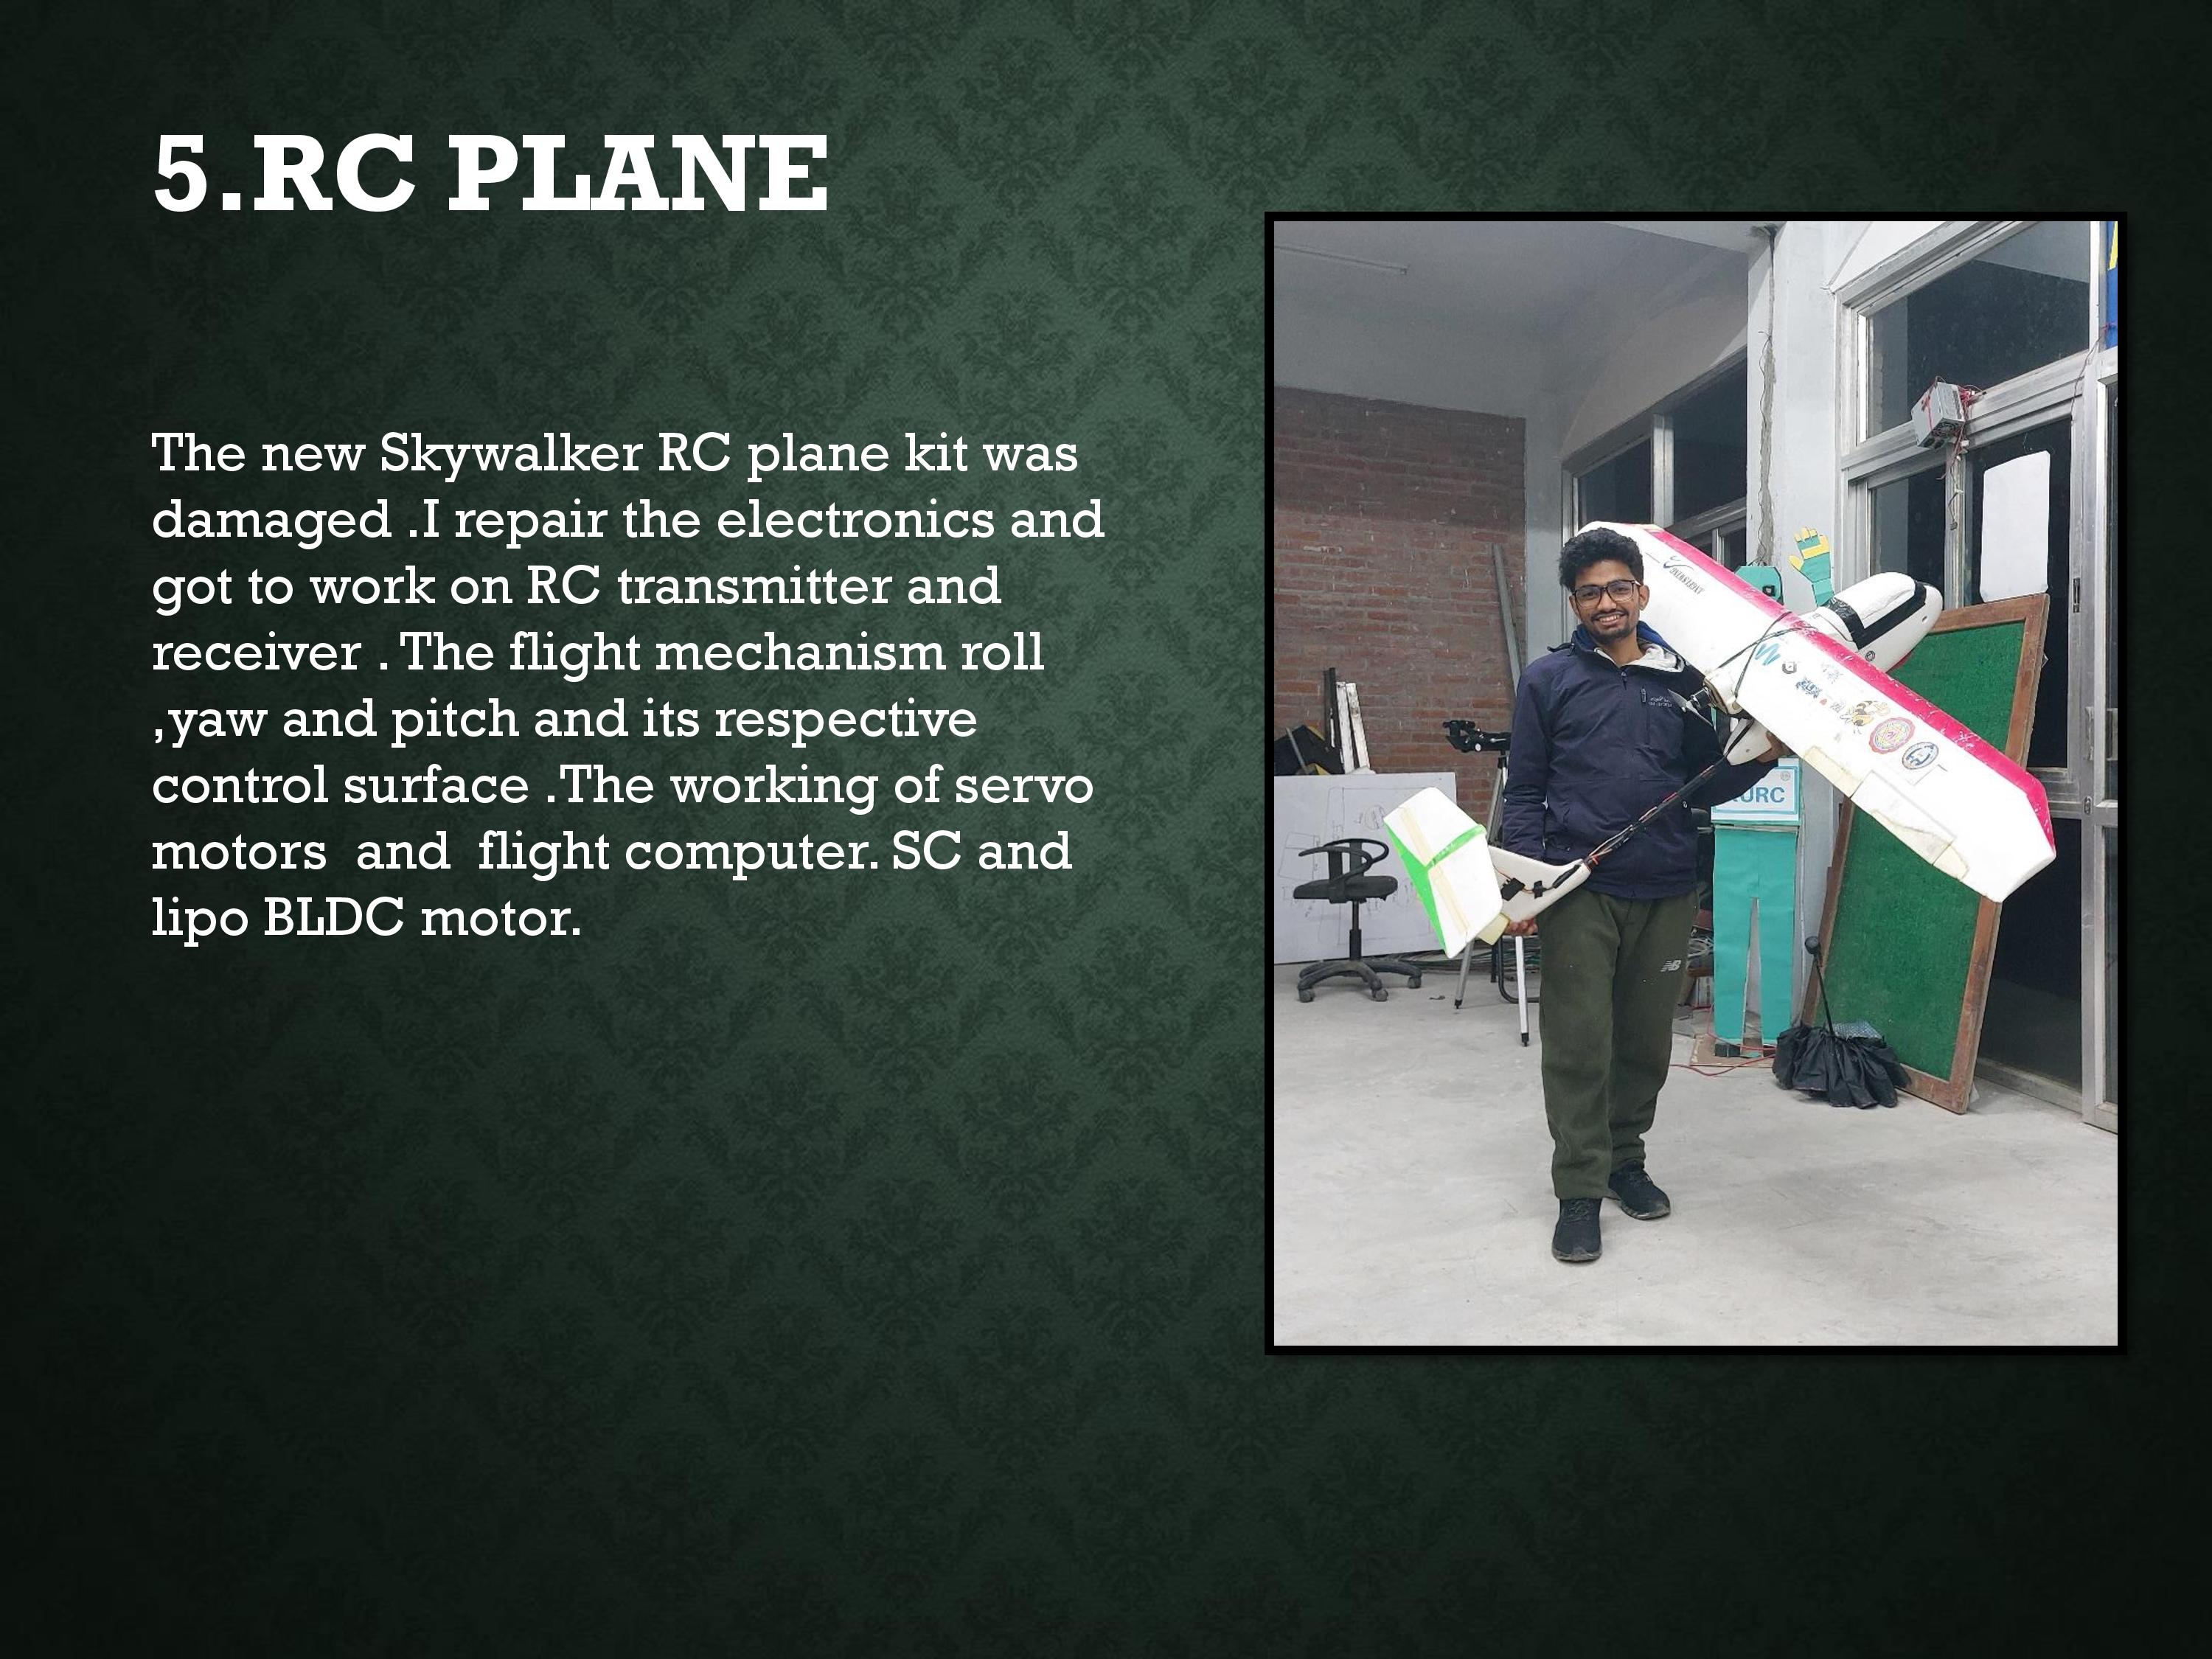 5.RC PLANE
The new Skywalker RC plane kit was
damaged .I repair the electronics and
got to work on RC transmitter and
receiver . The flight mechanism roll
,yaw and pitch and its respective
control surface .The working of servo
motors  and  flight computer. SC and
lipo BLDC motor.
URC
NB